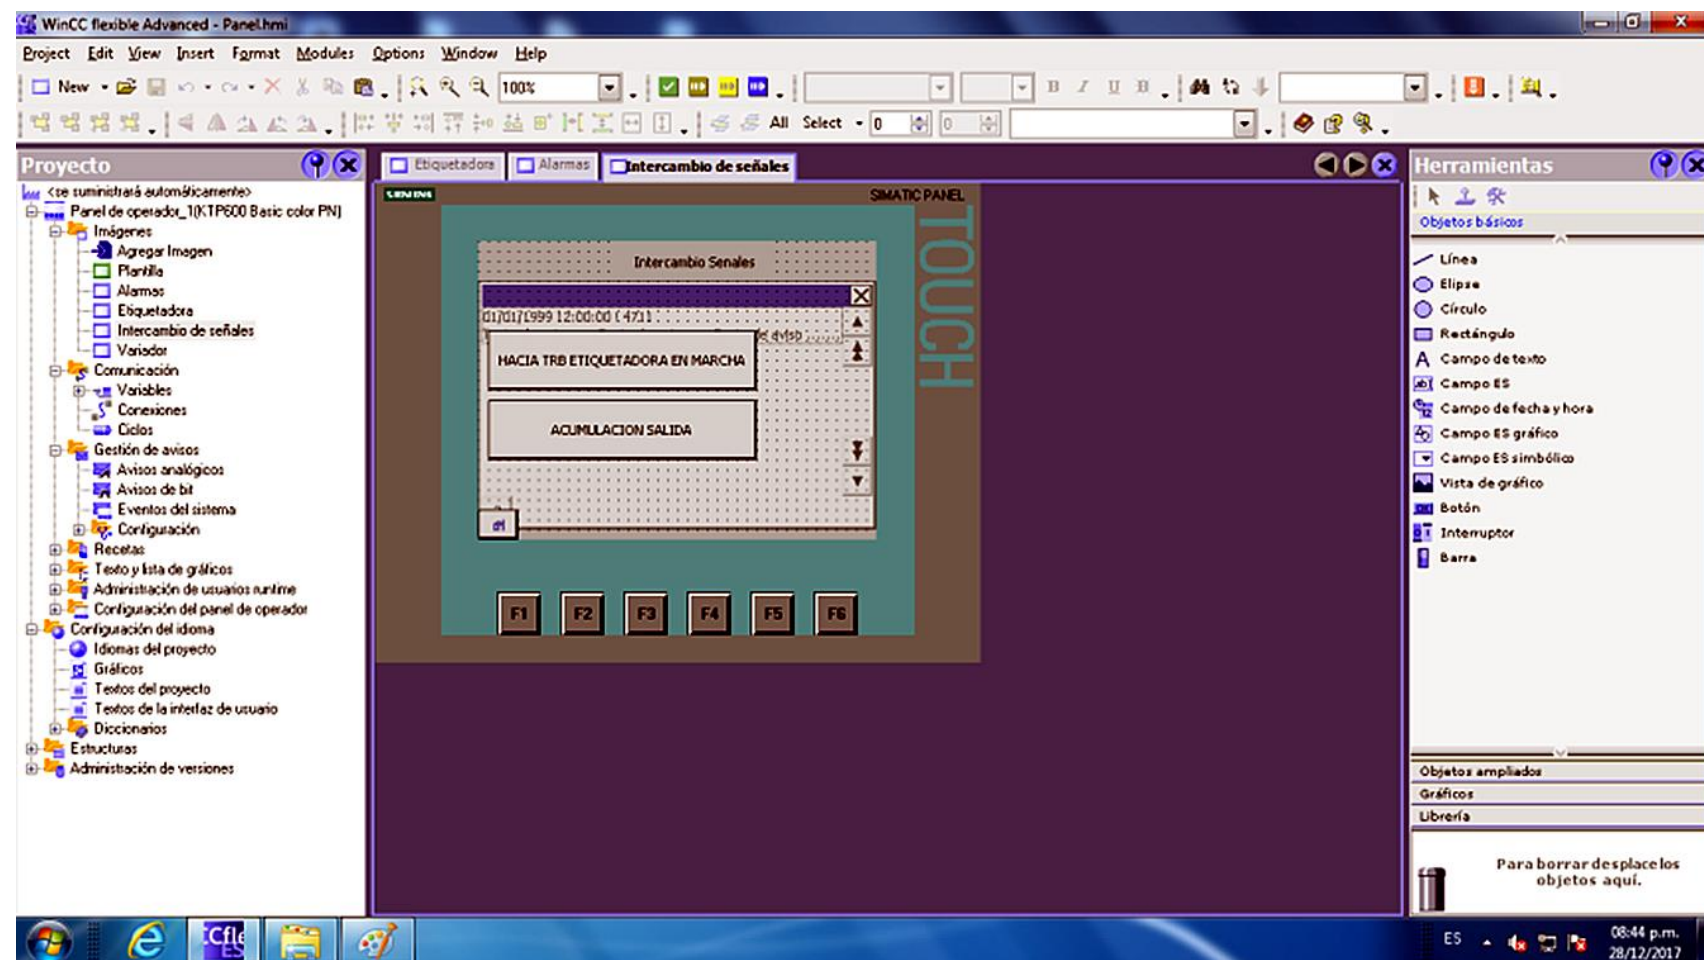 WinCC flexible Advanced - Panel.hmi
Project Edit View Insert Format Modules Options Window Help
New 100% B I U
All Select 0 0
Proyecto
<se suministrará automáticamente>
Panel de operador_1(KTP600 Basic color PN)
Imágenes
Agregar Imagen
Plantilla
Alarmas
Etiquetadora
Intercambio de señales
Variador
Comunicación
Variables
Conexiones
Ciclos
Gestión de avisos
Avisos analógicos
Avisos de bit
Eventos del sistema
Configuración
Recetas
Texto y lista de gráficos
Administración de usuarios runtime
Configuración del panel de operador
Configuración del idioma
Idiomas del proyecto
Gráficos
Textos del proyecto
Textos de la interfaz de usuario
Diccionarios
Estructuras
Administración de versiones
Etiquetadora Alarmas Intercambio de señales
SIEMENS SIMATIC PANEL
TOUCH
Intercambio Senales
01/01/1999 12:00:00 ( 471)
HACIA TRB ETIQUETADORA EN MARCHA
ACUMULACION SALIDA
F1 F2 F3 F4 F5 F6
Herramientas
Objetos básicos
Línea
Elipse
Círculo
Rectángulo
Campo de texto
Campo ES
Campo de fecha y hora
Campo ES gráfico
Campo ES simbólico
Vista de gráfico
Botón
Interruptor
Barra
Objetos ampliados
Gráficos
Librería
Para borrar desplace los
objetos aquí.
ES 08:44 p.m.
28/12/2017